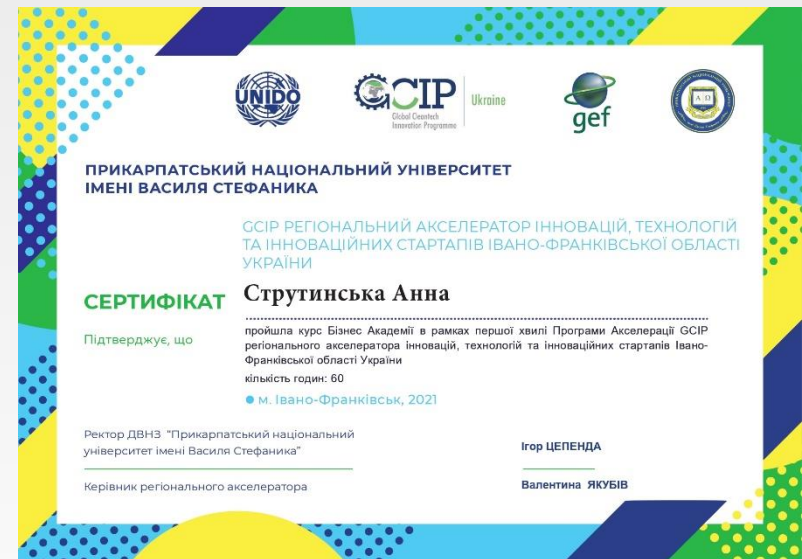 UNIDO
GCIP
Global Cleantech
Innovation Programme
Ukraine
gef
ПРИКАРПАТСЬКИЙ НАЦІОНАЛЬНИЙ УНІВЕРСИТЕТ
ІМЕНІ ВАСИЛЯ СТЕФАНИКА
GCIP РЕГІОНАЛЬНИЙ АКСЕЛЕРАТОР ІННОВАЦІЙ, ТЕХНОЛОГІЙ
ТА ІННОВАЦІЙНИХ СТАРТАПІВ ІВАНО-ФРАНКІВСЬКОЇ ОБЛАСТІ
УКРАЇНИ
СЕРТИФІКАТ
Струтинська Анна
Підтверджує, що
пройшла курс Бізнес Академії в рамках першої хвилі Програми Акселерації GCIP
регіонального акселератора інновацій, технологій та інноваційних стартапів Івано-
Франківської області України
кількість годин: 60
м. Івано-Франківськ, 2021
Ректор ДВНЗ "Прикарпатський національний
університет імені Василя Стефаника"
Ігор ЦЕПЕНДА
Керівник регіонального акселератора
Валентина ЯКУБІВ